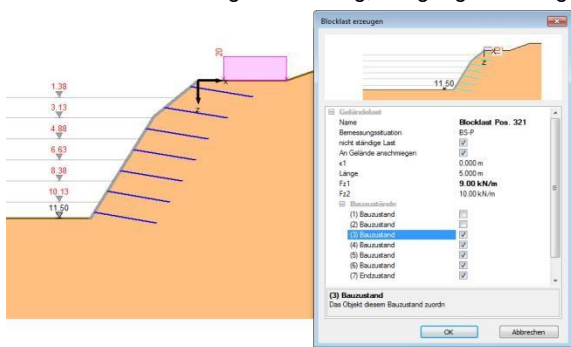 Blocklast erzeugen
20
x
z
1.38
3,13
4,88
6,63
8,38
10,13
11,50
z
11,50
Geländelast
Name Blocklast Pos. 321
Bemessungssituation BS-P
nicht ständige Last
An Gelände anschmiegen
x1 0.000 m
Länge 5.000 m
Fz1 9.00 kN/m
Fz2 10.00 kN/m
Bauzustände
(1) Bauzustand
(2) Bauzustand
(3) Bauzustand
(4) Bauzustand
(5) Bauzustand
(6) Bauzustand
(7) Endzustand
(3) Bauzustand
Das Objekt diesem Bauzustand zuordn
OK Abbrechen